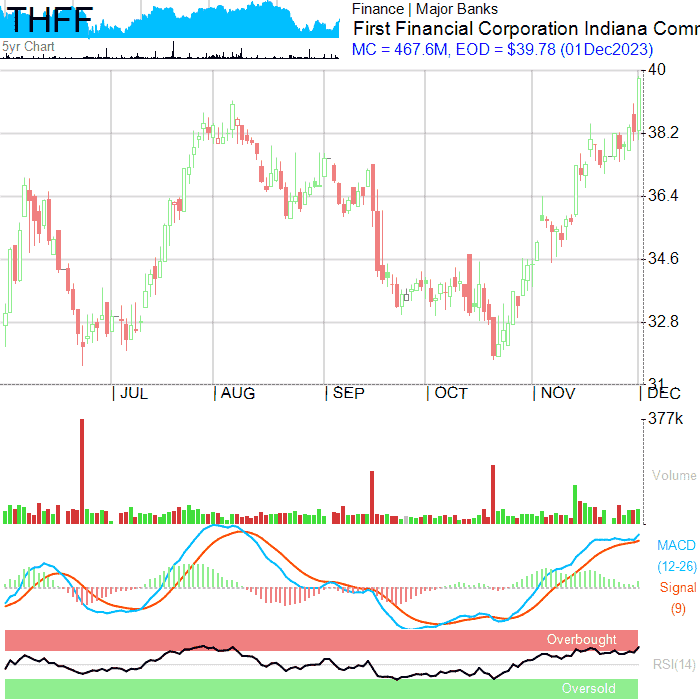 THFF
5yr Chart
Finance | Major Banks
First Financial Corporation Indiana Comm
MC = 467.6M, EOD = $39.78 (01Dec2023)
40
38.2
36.4
34.6
32.8
31
JUL
AUG
SEP
OCT
NOV
DEC
377k
Volume
MACD
(12-26)
Signal
(9)
Overbought
RSI(14)
Oversold